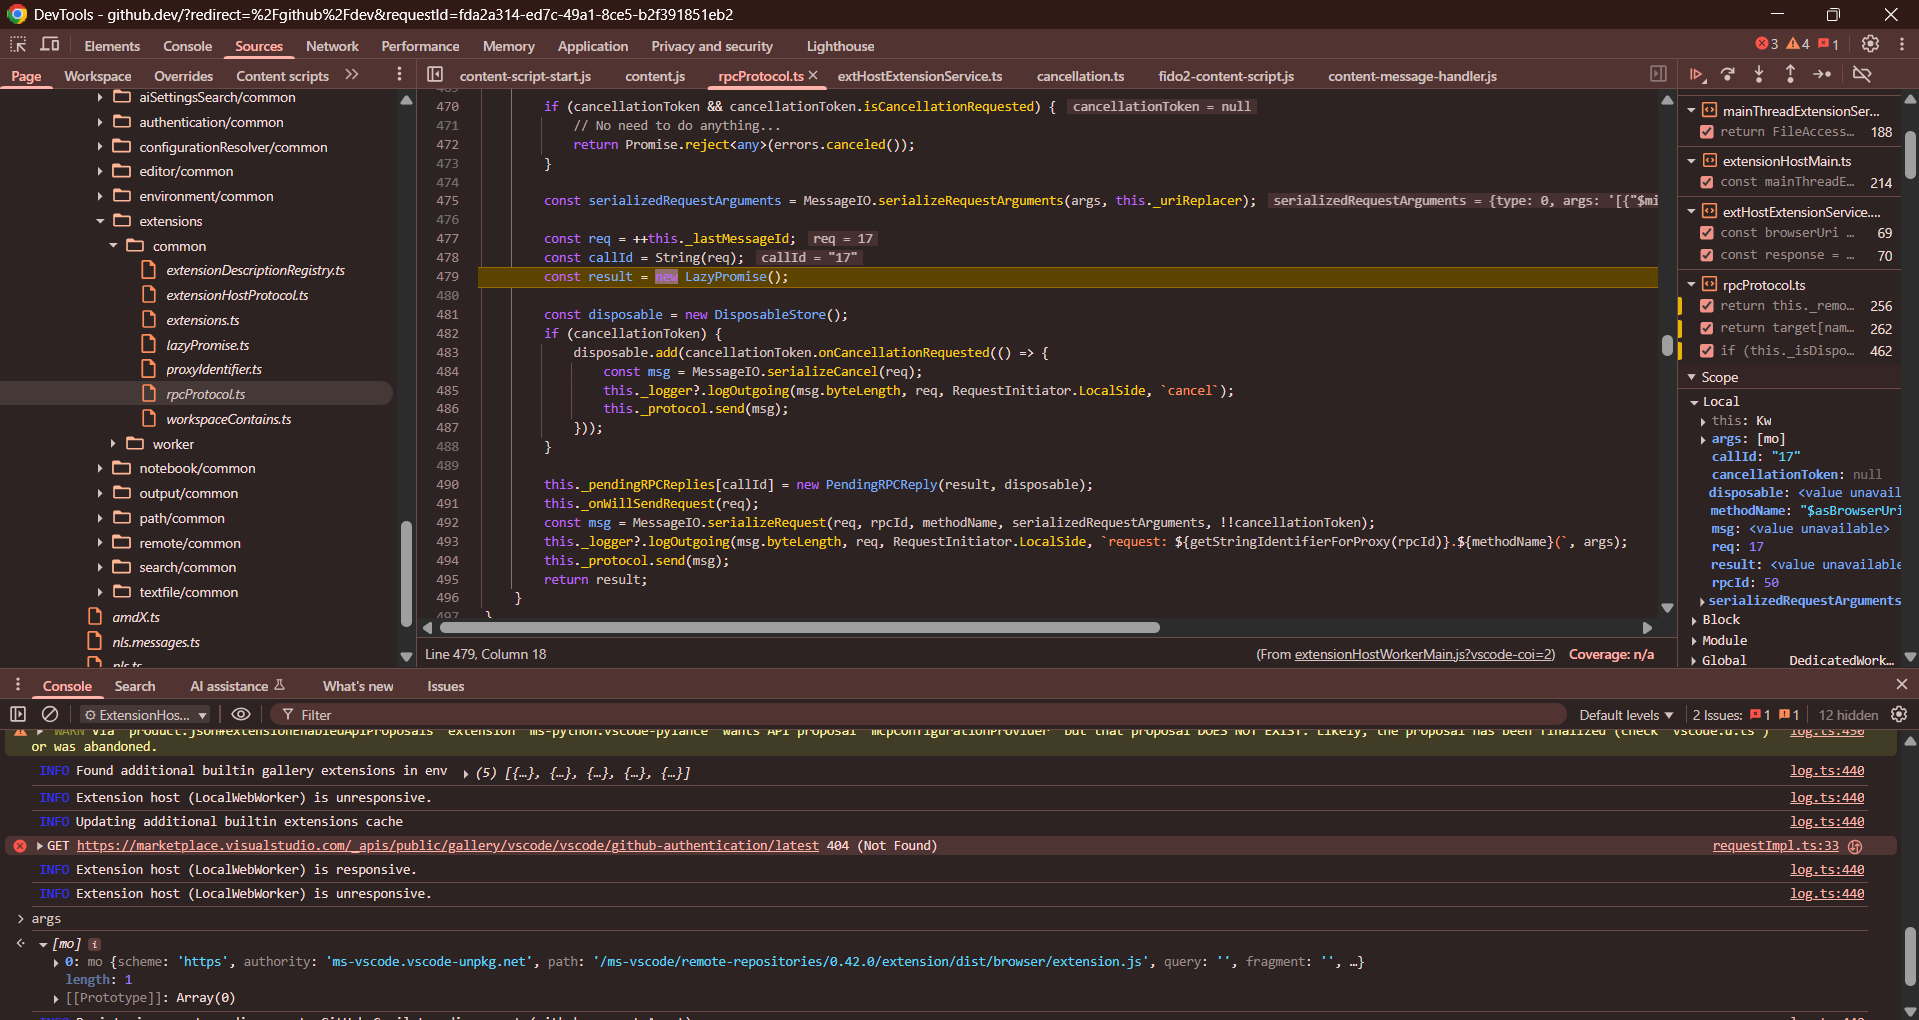 DevTools - github.dev/?redirect=%2Fgithub%2Fdev&requestId=fda2a314-ed7c-49a1-8ce5-b2f391851eb2
Elements Console Sources Network Performance Memory Application Privacy and security Lighthouse 3 4 1
Page Workspace Overrides Content scripts
content-script-start.js content.js rpcProtocol.ts extHostExtensionService.ts cancellation.ts fido2-content-script.js content-message-handler.js
aiSettingsSearch/common
authentication/common
configurationResolver/common
editor/common
environment/common
extensions
common
extensionDescriptionRegistry.ts
extensionHostProtocol.ts
extensions.ts
lazyPromise.ts
proxyIdentifier.ts
rpcProtocol.ts
workspaceContains.ts
worker
notebook/common
output/common
path/common
remote/common
search/common
textfile/common
amdX.ts
nls.messages.ts
nls.ts
469
470 if (cancellationToken && cancellationToken.isCancellationRequested) { cancellationToken = null
471 // No need to do anything...
472 return Promise.reject<any>(errors.canceled());
473 }
474
475 const serializedRequestArguments = MessageIO.serializeRequestArguments(args, this._uriReplacer); serializedRequestArguments = {type: 0, args: '[{"$mi
476
477 const req = ++this._lastMessageId; req = 17
478 const callId = String(req); callId = "17"
479 const result = new LazyPromise();
480
481 const disposable = new DisposableStore();
482 if (cancellationToken) {
483 disposable.add(cancellationToken.onCancellationRequested(() => {
484 const msg = MessageIO.serializeCancel(req);
485 this._logger?.logOutgoing(msg.byteLength, req, RequestInitiator.LocalSide, `cancel`);
486 this._protocol.send(msg);
487 }));
488 }
489
490 this._pendingRPCReplies[callId] = new PendingRPCReply(result, disposable);
491 this._onWillSendRequest(req);
492 const msg = MessageIO.serializeRequest(req, rpcId, methodName, serializedRequestArguments, !!cancellationToken);
493 this._logger?.logOutgoing(msg.byteLength, req, RequestInitiator.LocalSide, `request: ${getStringIdentifierForProxy(rpcId)}.${methodName}(`, args);
494 this._protocol.send(msg);
495 return result;
496 }
497 }
Line 479, Column 18 (From extensionHostWorkerMain.js?vscode-coi=2) Coverage: n/a
mainThreadExtensionSer...
return FileAccess... 188
extensionHostMain.ts
const mainThreadE... 214
extHostExtensionService....
const browserUri ... 69
const response = ... 70
rpcProtocol.ts
return this._remo... 256
return target[nam... 262
if (this._isDispo... 462
Scope
Local
this: Kw
args: [mo]
callId: "17"
cancellationToken: null
disposable: <value unavail
methodName: "$asBrowserUri
msg: <value unavailable>
req: 17
result: <value unavailable
rpcId: 50
serializedRequestArguments
Block
Module
Global DedicatedWork...
Console Search AI assistance What's new Issues
ExtensionHos... Filter Default levels 2 Issues: 1 1 12 hidden
WARN Via 'product.json#extensionEnabledApiProposals' extension 'ms-python.vscode-pylance' wants API proposal 'mcpConfigurationProvider' but that proposal DOES NOT EXIST. Likely, the proposal has been finalized (check 'vscode.d.ts') log.ts:450
or was abandoned.
INFO Found additional builtin gallery extensions in env (5) [{…}, {…}, {…}, {…}, {…}] log.ts:440
INFO Extension host (LocalWebWorker) is unresponsive. log.ts:440
INFO Updating additional builtin extensions cache log.ts:440
GET https://marketplace.visualstudio.com/_apis/public/gallery/vscode/vscode/github-authentication/latest 404 (Not Found) requestImpl.ts:33
INFO Extension host (LocalWebWorker) is responsive. log.ts:440
INFO Extension host (LocalWebWorker) is unresponsive. log.ts:440
args
[mo] i
0: mo {scheme: 'https', authority: 'ms-vscode.vscode-unpkg.net', path: '/ms-vscode/remote-repositories/0.42.0/extension/dist/browser/extension.js', query: '', fragment: '', …}
length: 1
[[Prototype]]: Array(0)